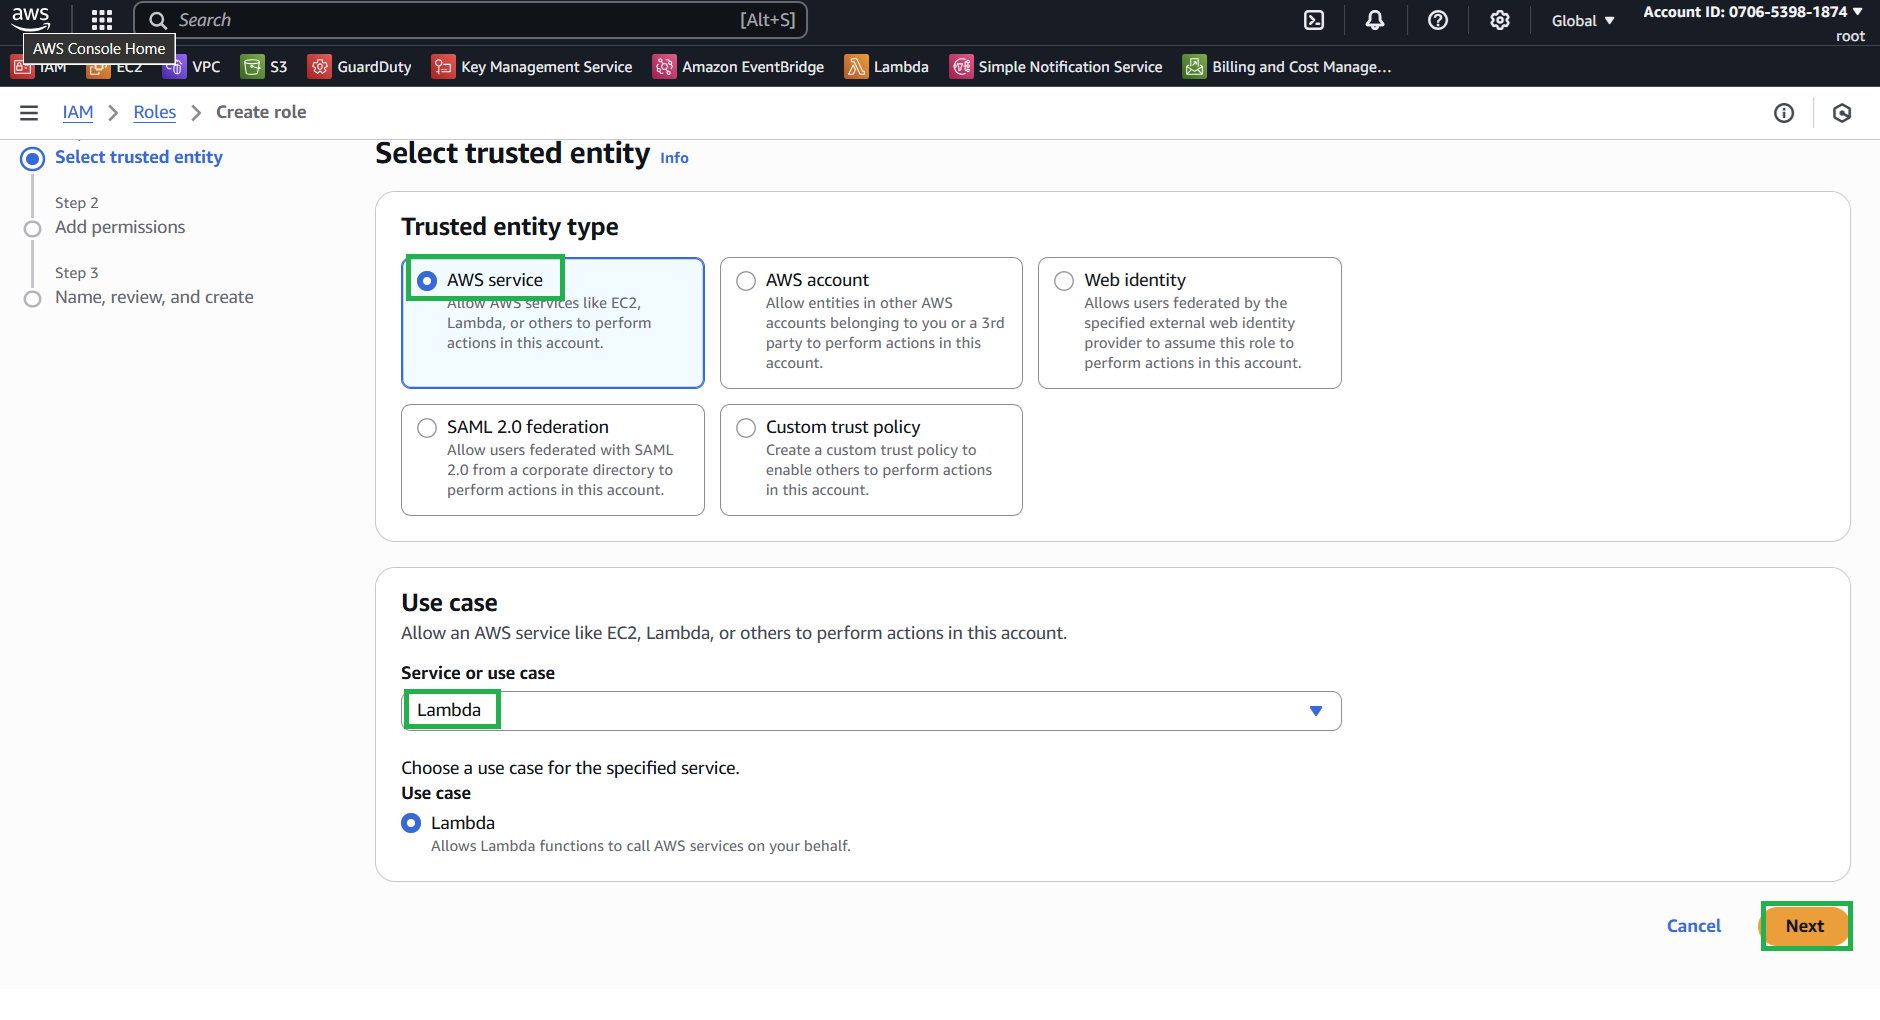 aws
Search
[Alt+S]
Global
Account ID: 0706-5398-1874
root
AWS Console Home
IAM
EC2
VPC
S3
GuardDuty
Key Management Service
Amazon EventBridge
Lambda
Simple Notification Service
Billing and Cost Manage...
IAM
Roles
Create role
Select trusted entity
Step 2
Add permissions
Step 3
Name, review, and create
Select trusted entity Info
Trusted entity type
AWS service
Allow AWS services like EC2,
Lambda, or others to perform
actions in this account.
AWS account
Allow entities in other AWS
accounts belonging to you or a 3rd
party to perform actions in this
account.
Web identity
Allows users federated by the
specified external web identity
provider to assume this role to
perform actions in this account.
SAML 2.0 federation
Allow users federated with SAML
2.0 from a corporate directory to
perform actions in this account.
Custom trust policy
Create a custom trust policy to
enable others to perform actions
in this account.
Use case
Allow an AWS service like EC2, Lambda, or others to perform actions in this account.
Service or use case
Lambda
Choose a use case for the specified service.
Use case
Lambda
Allows Lambda functions to call AWS services on your behalf.
Cancel
Next